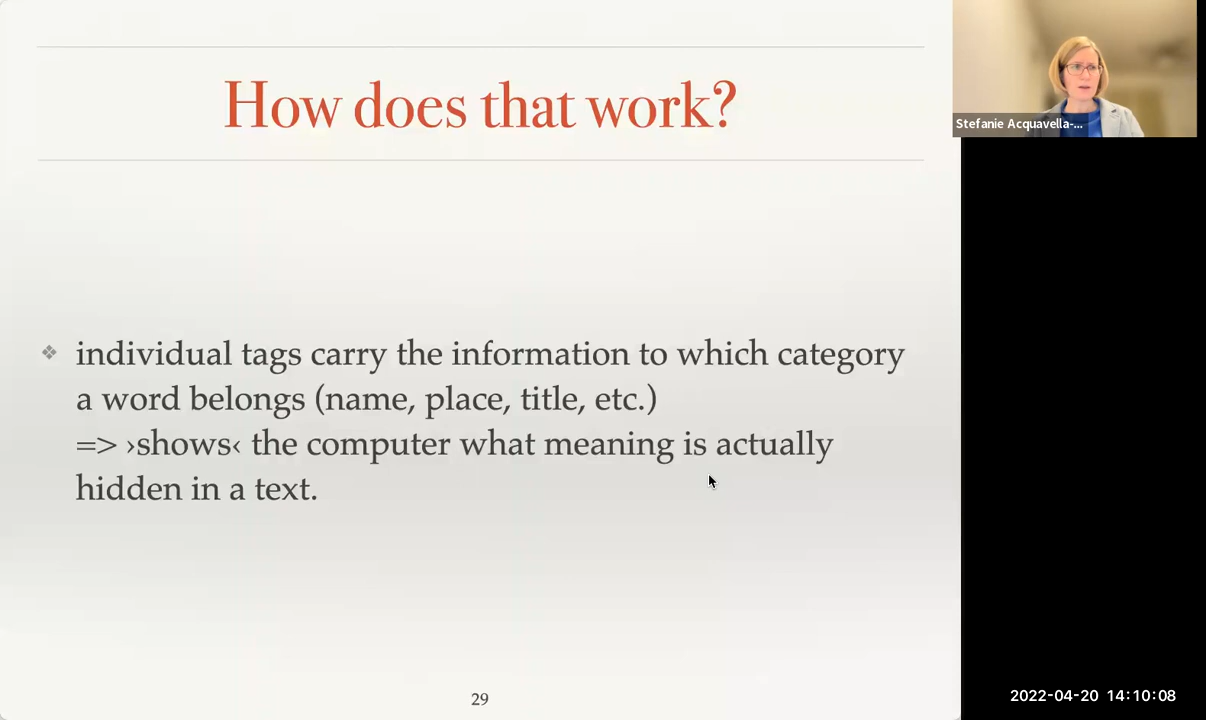 How does that work?
❖ individual tags carry the information to which category
a word belongs (name, place, title, etc.)
=> ›shows‹ the computer what meaning is actually
hidden in a text.
29
Stefanie Acquavella-...
2022-04-20 14:10:08